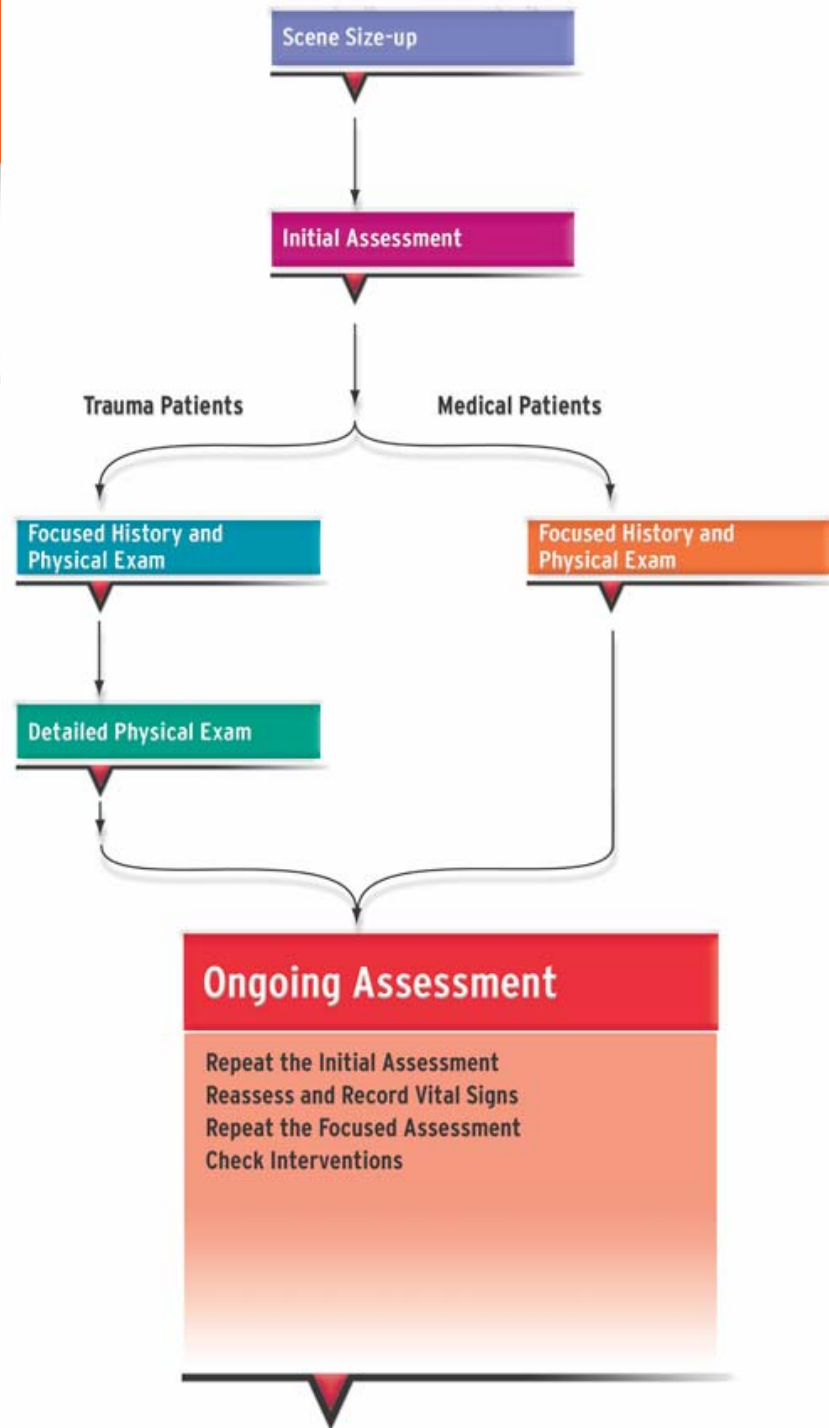 Scene Size-up
Initial Assessment
Trauma Patients
Medical Patients
Focused History and
Physical Exam
Focused History and
Physical Exam
Detailed Physical Exam
Ongoing Assessment
Repeat the Initial Assessment
Reassess and Record Vital Signs
Repeat the Focused Assessment
Check Interventions